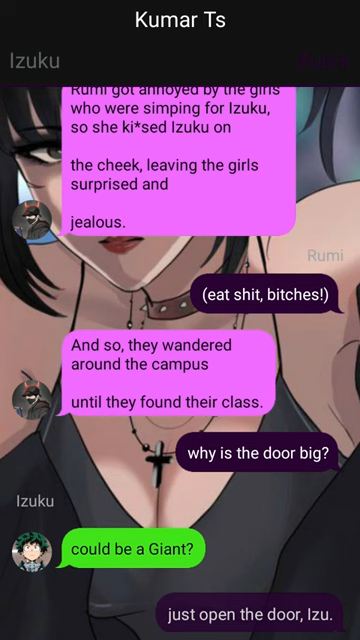 Kumar Ts
Izuku
Rumi
Rumi got annoyed by the girls
who were simping for Izuku,
so she ki*sed Izuku on
the cheek, leaving the girls
surprised and
jealous.
Rumi
(eat shit, bitches!)
And so, they wandered
around the campus
until they found their class.
why is the door big?
Izuku
could be a Giant?
just open the door, Izu.